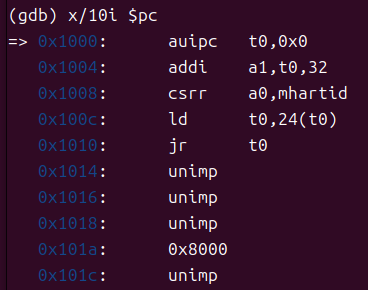 (gdb) x/10i $pc
=> 0x1000:      auipc   t0,0x0
   0x1004:      addi    a1,t0,32
   0x1008:      csrr    a0,mhartid
   0x100c:      ld      t0,24(t0)
   0x1010:      jr      t0
   0x1014:      unimp
   0x1016:      unimp
   0x1018:      unimp
   0x101a:      0x8000
   0x101c:      unimp